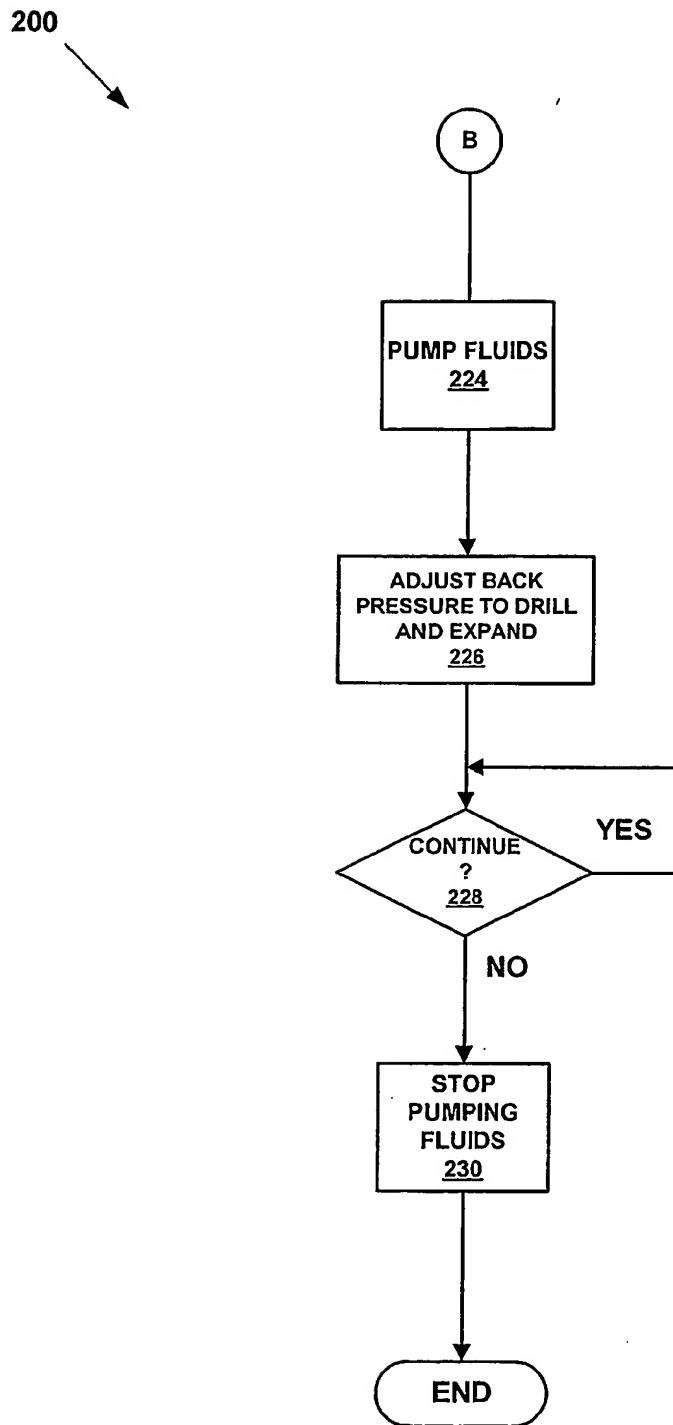 200
B
PUMP FLUIDS
224
ADJUST BACK
PRESSURE TO DRILL
AND EXPAND
226
CONTINUE
?
228
YES
NO
STOP
PUMPING
FLUIDS
230
END